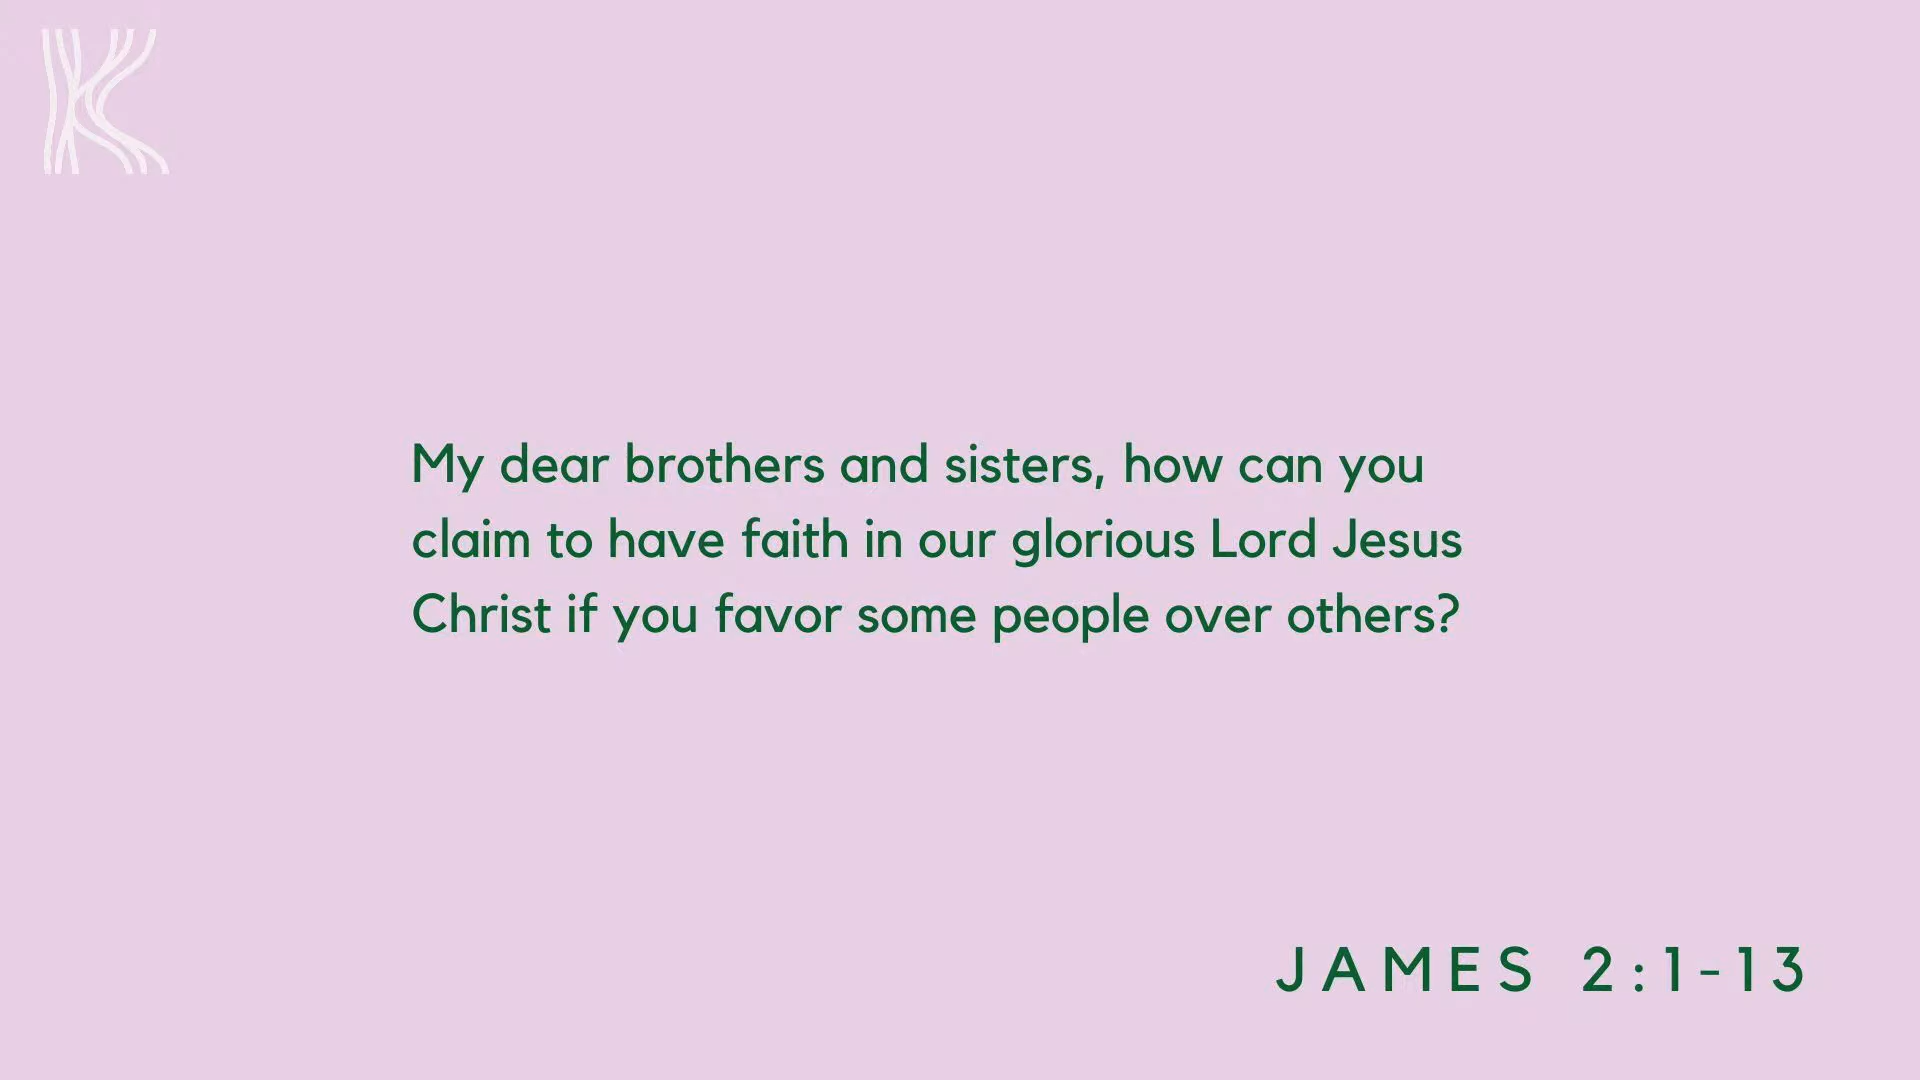 K
My dear brothers and sisters, how can you
claim to have faith in our glorious Lord Jesus
Christ if you favor some people over others?
JAMES 2:1-13